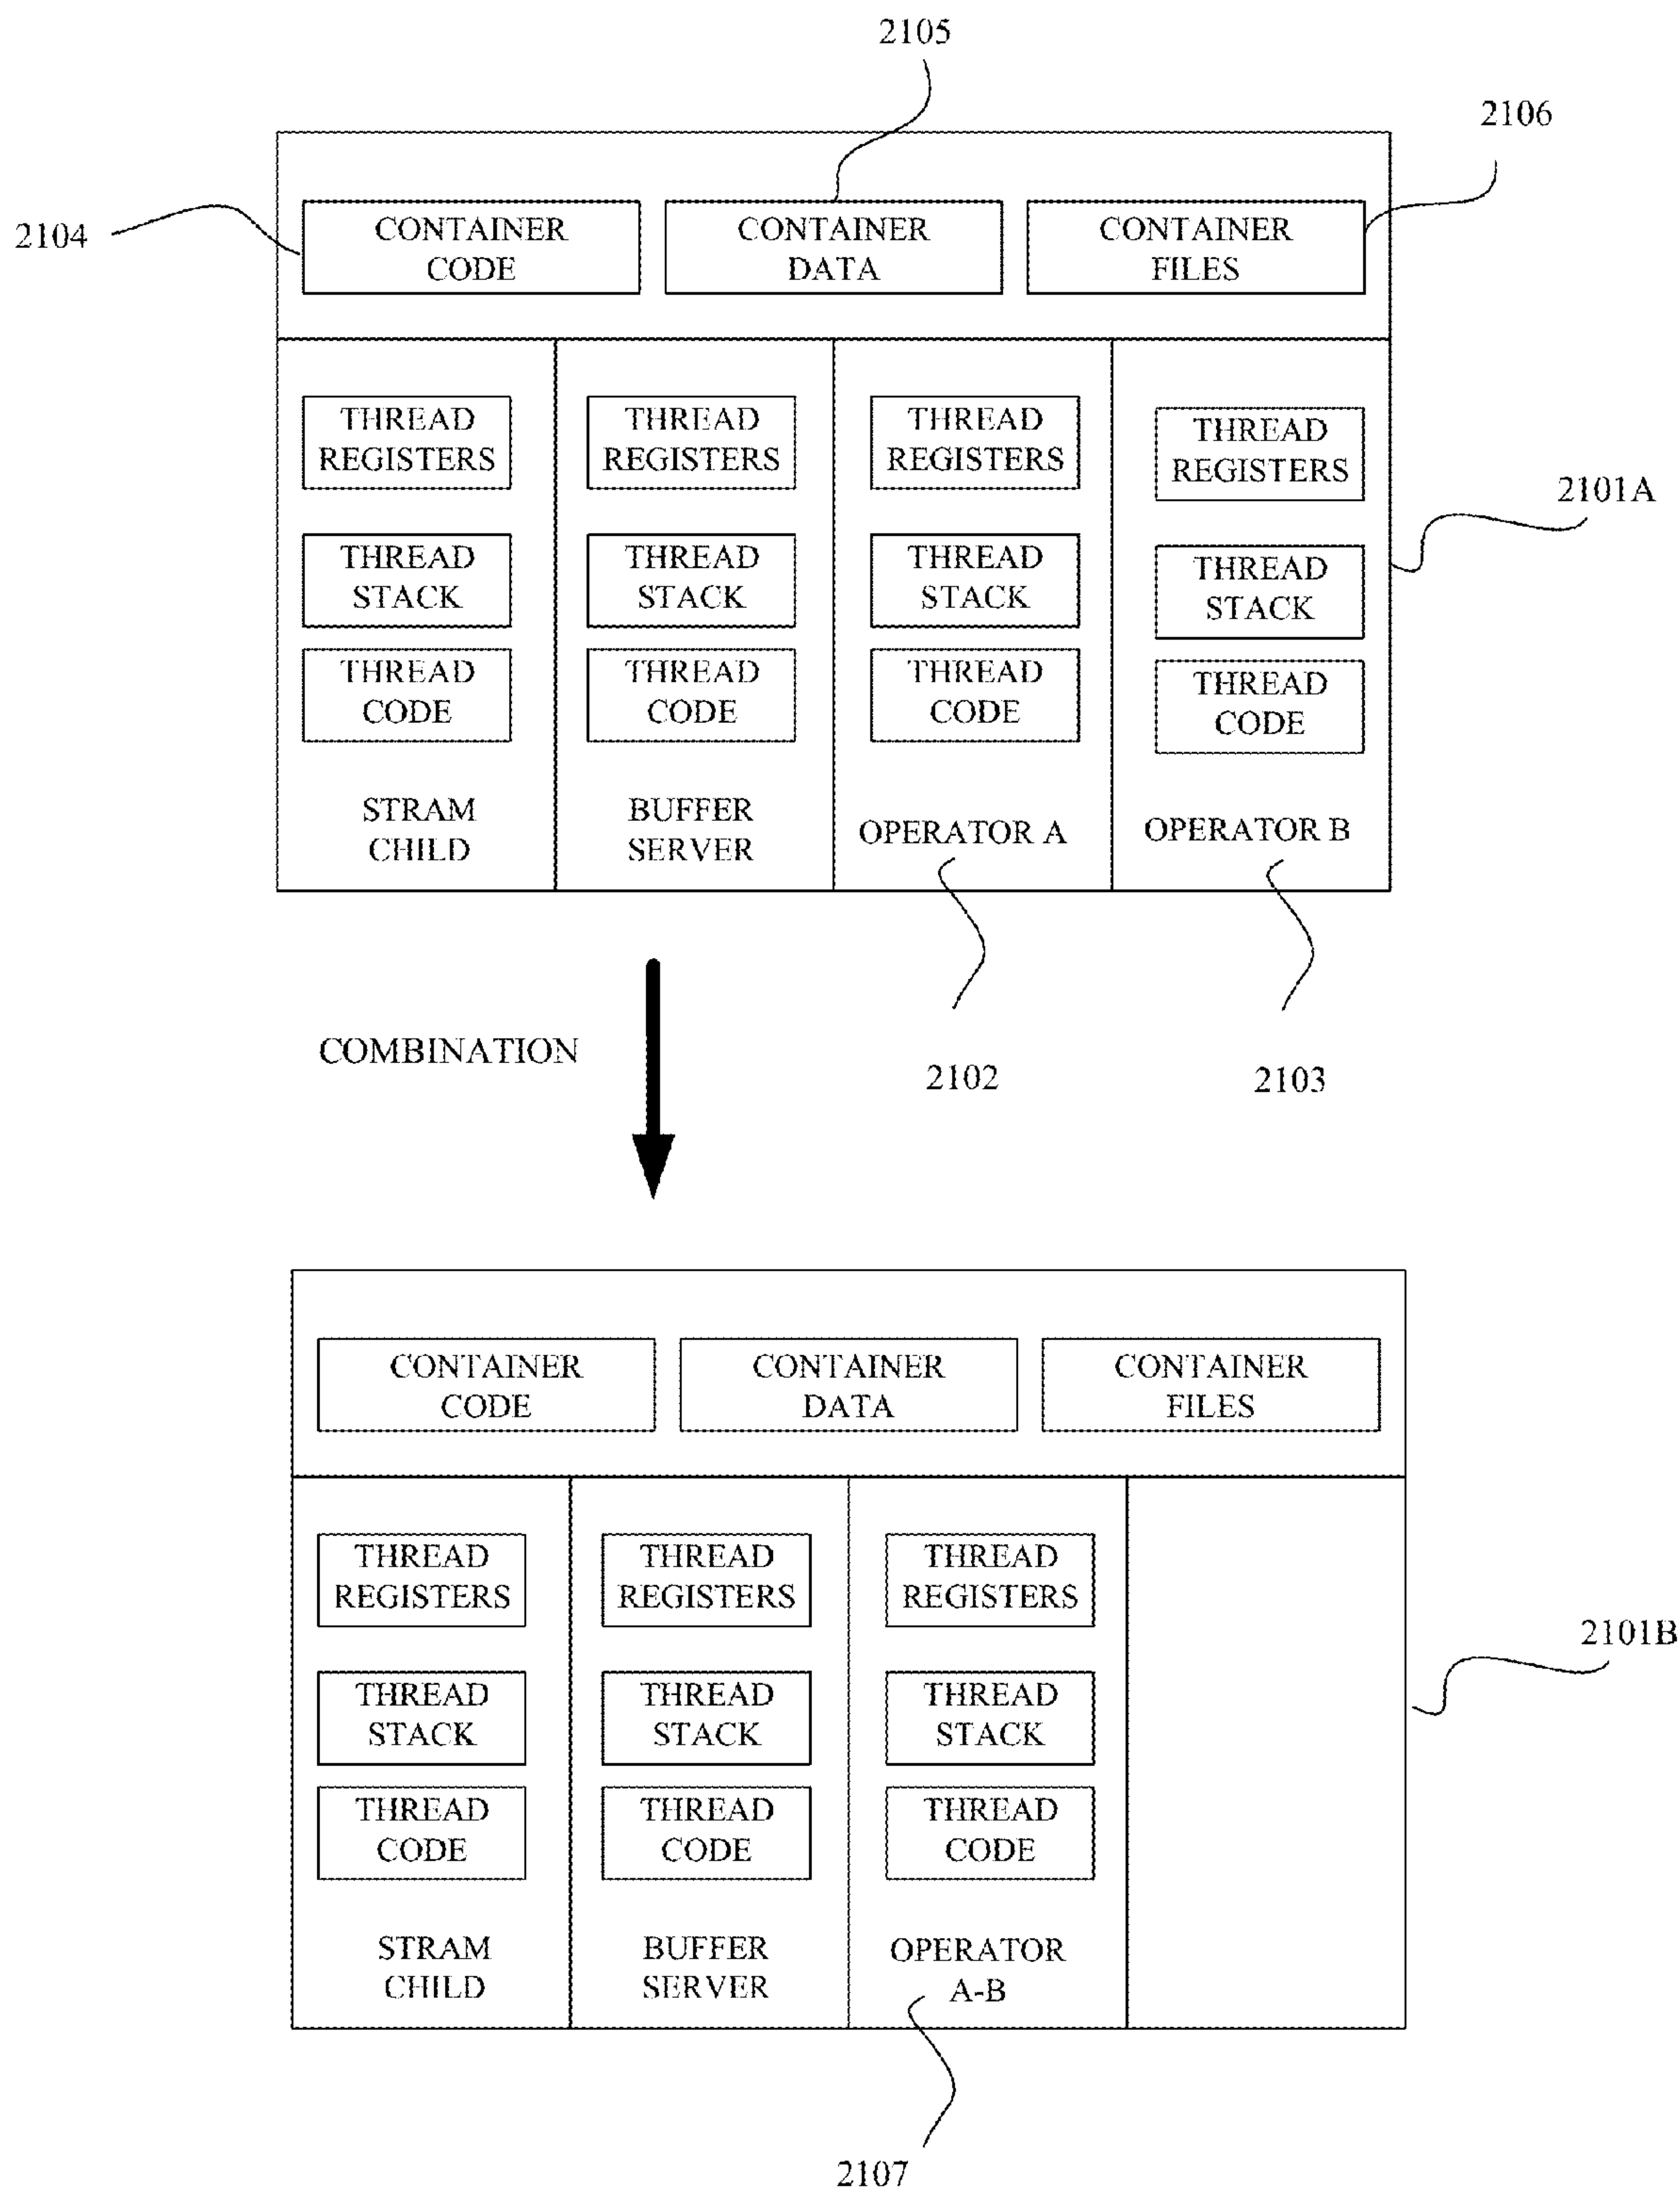 2105
2106
2104
CONTAINER
CODE
CONTAINER
DATA
CONTAINER
FILES
THREAD
REGISTERS
THREAD
STACK
THREAD
CODE
STRAM
CHILD
THREAD
REGISTERS
THREAD
STACK
THREAD
CODE
BUFFER
SERVER
THREAD
REGISTERS
THREAD
STACK
THREAD
CODE
OPERATOR A
THREAD
REGISTERS
THREAD
STACK
THREAD
CODE
OPERATOR B
2101A
COMBINATION
2102
2103
CONTAINER
CODE
CONTAINER
DATA
CONTAINER
FILES
THREAD
REGISTERS
THREAD
STACK
THREAD
CODE
STRAM
CHILD
THREAD
REGISTERS
THREAD
STACK
THREAD
CODE
BUFFER
SERVER
THREAD
REGISTERS
THREAD
STACK
THREAD
CODE
OPERATOR
A-B
2101B
2107